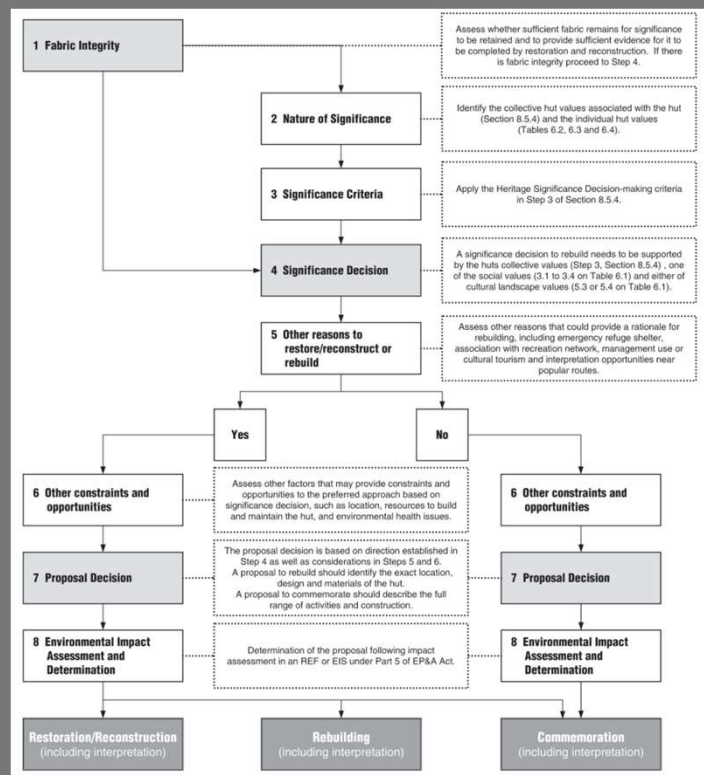 1 Fabric Integrity
Assess whether sufficient fabric remains for significance
to be retained and to provide sufficient evidence for it to
be completed by restoration and reconstruction. If there
is fabric integrity proceed to Step 4.
2 Nature of Significance
Identify the collective hut values associated with the hut
(Section 8.5.4) and the individual hut values
(Tables 6.2, 6.3 and 6.4).
3 Significance Criteria
Apply the Heritage Significance Decision-making criteria
in Step 3 of Section 8.5.4.
4 Significance Decision
A significance decision to rebuild needs to be supported
by the huts collective values (Step 3, Section 8.5.4) , one
of the social values (3.1 to 3.4 on Table 6.1) and either of
cultural landscape values (5.3 or 5.4 on Table 6.1).
5 Other reasons to
restore/reconstruct or
rebuild
Assess other reasons that could provide a rationale for
rebuilding, including emergency refuge shelter,
association with recreation network, management use or
cultural tourism and interpretation opportunities near
popular routes.
Yes
No
6 Other constraints and
opportunities
Assess other factors that may provide constraints and
opportunities to the preferred approach based on
significance decision, such as location, resources to build
and maintain the hut, and environmental health issues.
6 Other constraints and
opportunities
7 Proposal Decision
The proposal decision is based on direction established in
Step 4 as well as considerations in Steps 5 and 6.
A proposal to rebuild should identify the exact location,
design and materials of the hut.
A proposal to commemorate should describe the full
range of activities and construction.
7 Proposal Decision
8 Environmental Impact
Assessment and
Determination
Determination of the proposal following impact
assessment in an REF or EIS under Part 5 of EP&A Act.
8 Environmental Impact
Assessment and
Determination
Restoration/Reconstruction
(including interpretation)
Rebuilding
(including interpretation)
Commemoration
(including interpretation)